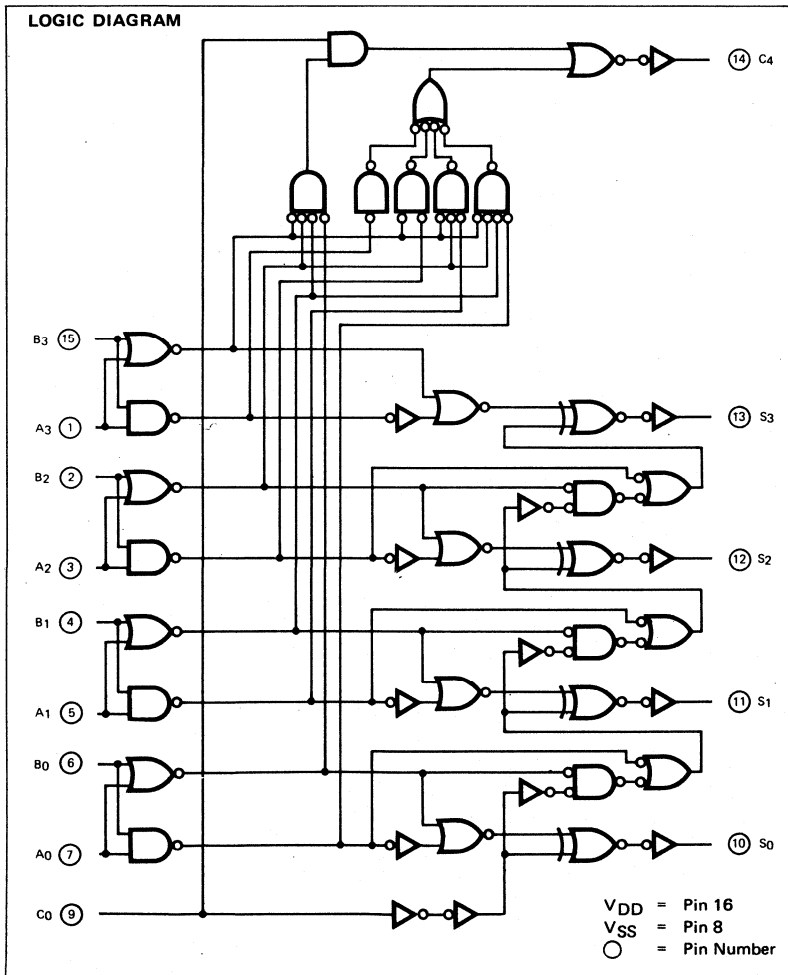 LOGIC DIAGRAM
14 C4
B3 15
A3 1
13 S3
B2 2
A2 3
12 S2
B1 4
A1 5
11 S1
B0 6
A0 7
10 S0
C0 9
VDD = Pin 16
VSS = Pin 8
○ = Pin Number